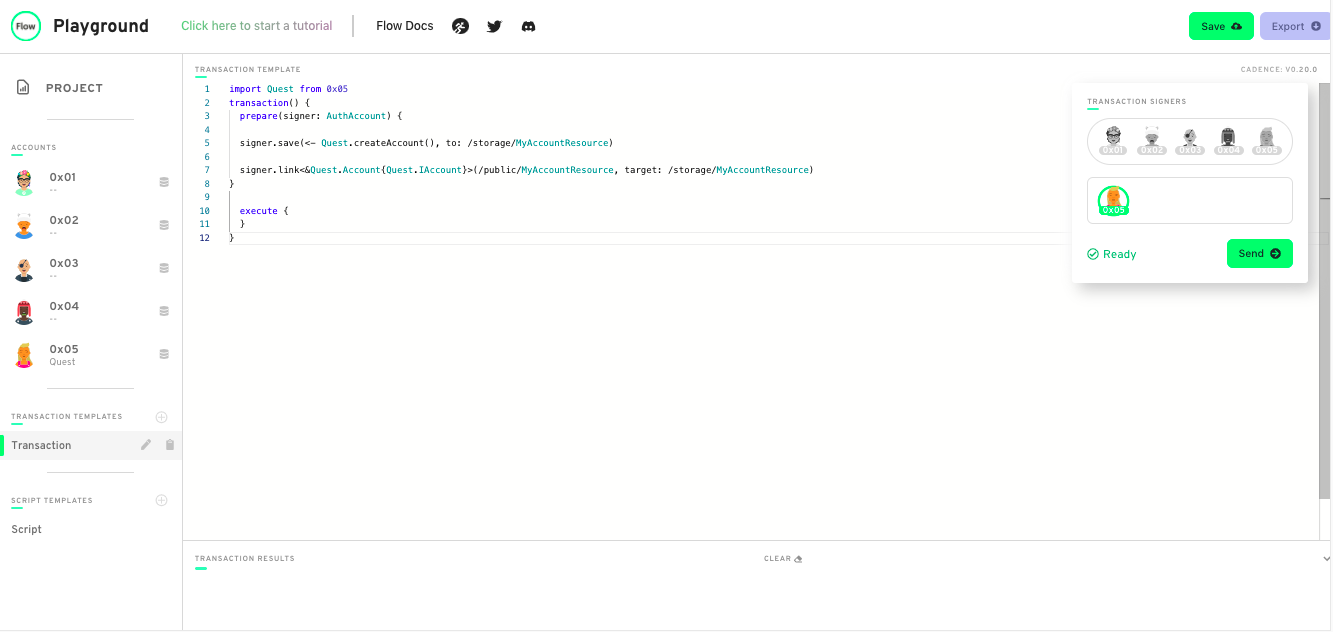 Flow Playground Click here to start a tutorial Flow Docs Save Export
PROJECT
ACCOUNTS
0x01
--
0x02
--
0x03
--
0x04
--
0x05
Quest
TRANSACTION TEMPLATES
Transaction
SCRIPT TEMPLATES
Script
TRANSACTION TEMPLATE
CADENCE: V0.20.0
1 import Quest from 0x05
2 transaction() {
3 prepare(signer: AuthAccount) {
4
5 signer.save(<- Quest.createAccount(), to: /storage/MyAccountResource)
6
7 signer.link<&Quest.Account{Quest.IAccount}>(/public/MyAccountResource, target: /storage/MyAccountResource)
8 }
9
10 execute {
11 }
12 }
TRANSACTION SIGNERS
0x01 0x02 0x03 0x04 0x05
0x05
Ready Send
TRANSACTION RESULTS CLEAR